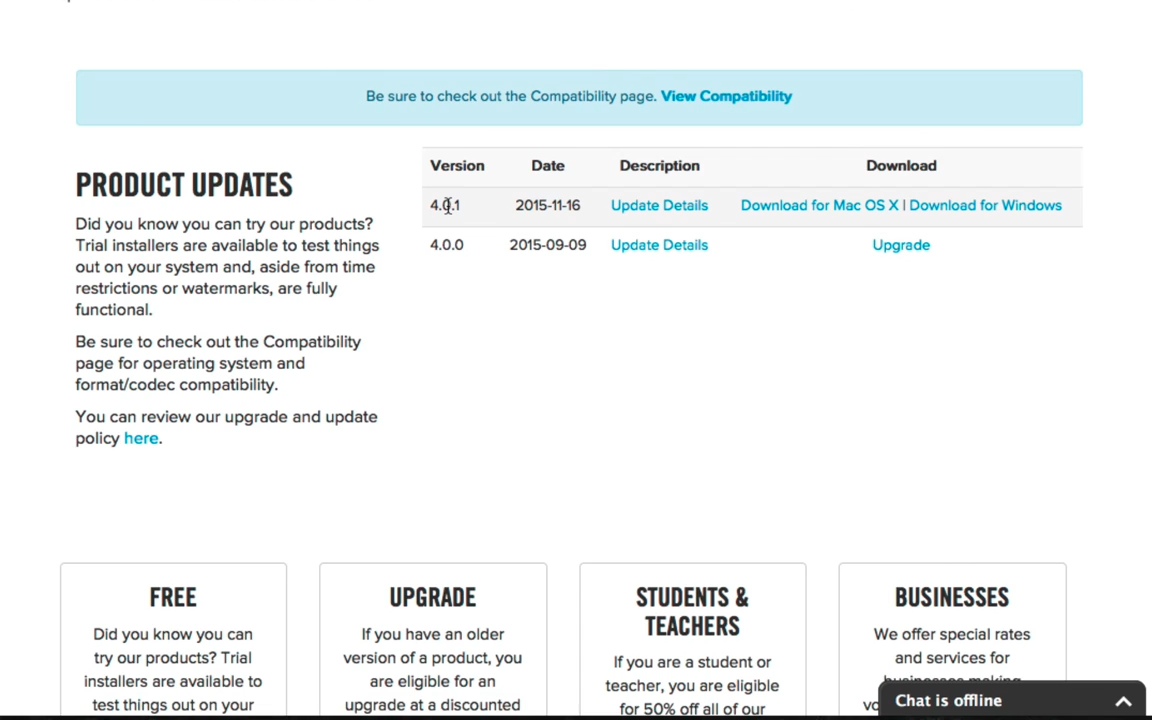 Be sure to check out the Compatibility page. View Compatibility
PRODUCT UPDATES
Did you know you can try our products?
Trial installers are available to test things
out on your system and, aside from time
restrictions or watermarks, are fully
functional.
Be sure to check out the Compatibility
page for operating system and
format/codec compatibility.
You can review our upgrade and update
policy here.
Version Date Description Download
4.0.1 2015-11-16 Update Details Download for Mac OS X | Download for Windows
4.0.0 2015-09-09 Update Details Upgrade
FREE
Did you know you can
try our products? Trial
installers are available to
test things out on your
UPGRADE
If you have an older
version of a product, you
are eligible for an
upgrade at a discounted
STUDENTS &
TEACHERS
If you are a student or
teacher, you are eligible
for 50% off all of our
BUSINESSES
We offer special rates
and services for
businesses making
Chat is offline